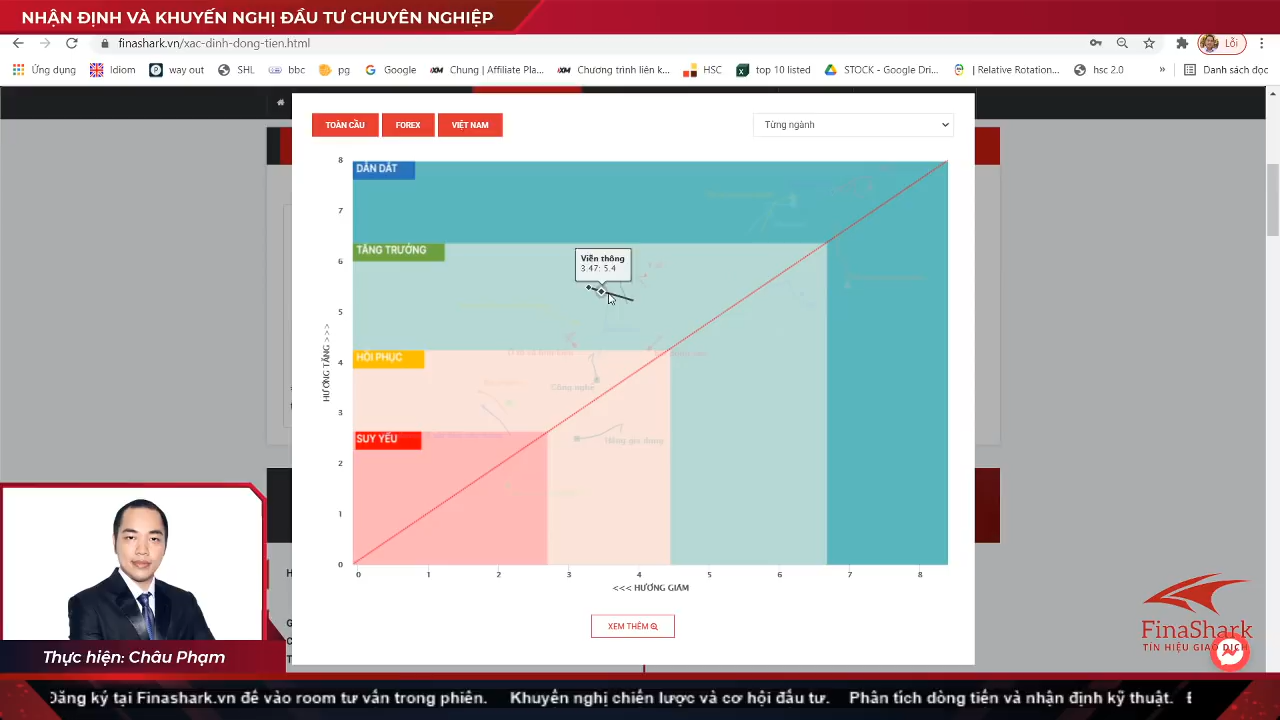 NHẬN ĐỊNH VÀ KHUYẾN NGHỊ ĐẦU TƯ CHUYÊN NGHIỆP
finashark.vn/xac-dinh-dong-tien.html
Lỗi
Ứng dụng
Idiom
way out
SHL
bbc
pg
Google
Chung | Affiliate Pla...
Chương trình liên k...
HSC
top 10 listed
STOCK - Google Dri...
| Relative Rotation...
hsc 2.0
»
Danh sách đọc
TOÀN CẦU
FOREX
VIỆT NAM
Từng ngành
DẪN DẮT
TĂNG TRƯỞNG
HỒI PHỤC
SUY YẾU
Viễn thông
3.47: 5.4
Công nghệ
Hàng gia dụng
8
7
6
5
4
3
2
1
0
HƯỚNG TĂNG >>>
0 1 2 3 4 5 6 7 8
<<< HƯỚNG GIẢM
XEM THÊM
FinaShark
TÍN HIỆU GIAO DỊCH
Thực hiện: Châu Phạm
Đăng ký tại Finashark.vn để vào room tư vấn trong phiên. Khuyến nghị chiến lược và cơ hội đầu tư. Phân tích dòng tiền và nhận định kỹ thuật.